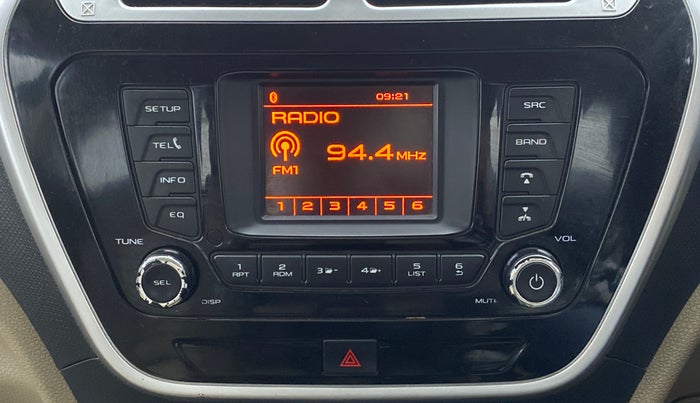 09:21
RADIO
94.4 MHz
FM1
1 2 3 4 5 6
SETUP
TEL
INFO
EQ
SRC
BAND
TUNE
VOL
SEL
DISP
MUTE
1 RPT
2 RDM
3 -
4 +
5 LIST
6